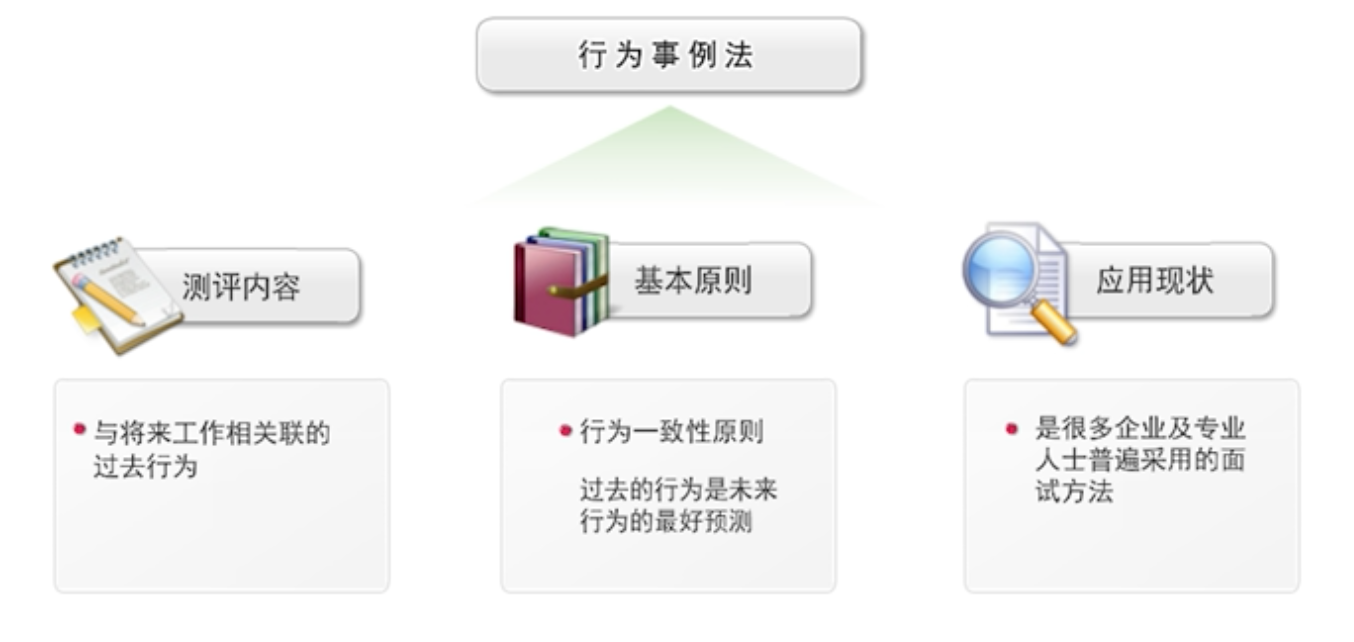 行为事例法
测评内容
与将来工作相关联的
过去行为
基本原则
行为一致性原则
过去的行为是未来
行为的最好预测
应用现状
是很多企业及专业
人士普遍采用的面
试方法